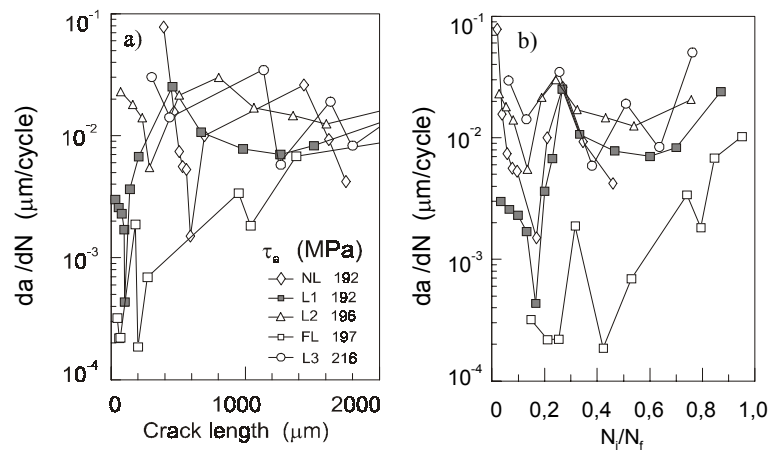 a)
10⁻¹
10⁻²
10⁻³
10⁻⁴
da /dN (μm/cycle)
0 1000 2000
Crack length (μm)
τₐ (MPa)
NL 192
L1 192
L2 196
FL 197
L3 216
b)
10⁻¹
10⁻²
10⁻³
10⁻⁴
da /dN (μm/cycle)
0 0,2 0,4 0,6 0,8 1,0
Nᵢ/N_f